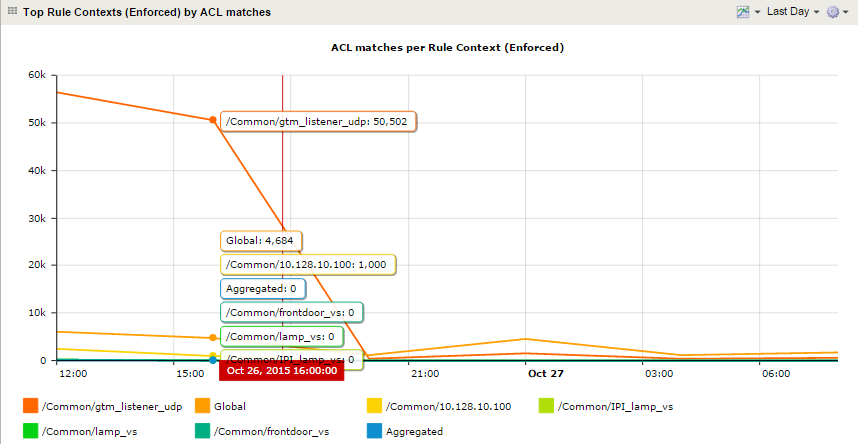 Top Rule Contexts (Enforced) by ACL matches
Last Day
ACL matches per Rule Context (Enforced)
60k
50k
/Common/gtm_listener_udp: 50,502
40k
30k
Global: 4,684
20k
/Common/10.128.10.100: 1,000
Aggregated: 0
10k
/Common/frontdoor_vs: 0
/Common/lamp_vs: 0
0
/Common/IPI_lamp_vs: 0
Oct 26, 2015 16:00:00
12:00
15:00
21:00
Oct 27
03:00
06:00
/Common/gtm_listener_udp
Global
/Common/10.128.10.100
/Common/IPI_lamp_vs
/Common/lamp_vs
/Common/frontdoor_vs
Aggregated